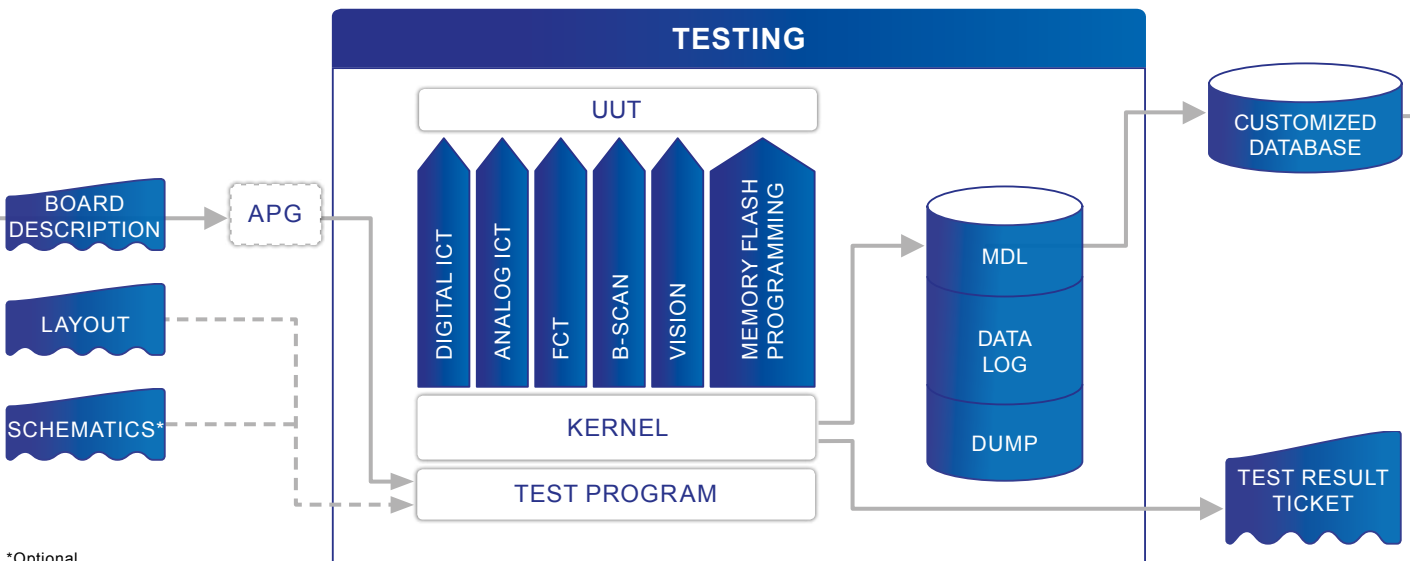 TESTING
UUT
CUSTOMIZED
DATABASE
BOARD
DESCRIPTION
APG
DIGITAL ICT
ANALOG ICT
FCT
B-SCAN
VISION
MEMORY FLASH
PROGRAMMING
MDL
LAYOUT
DATA
LOG
SCHEMATICS*
KERNEL
DUMP
TEST PROGRAM
TEST RESULT
TICKET
*Optional